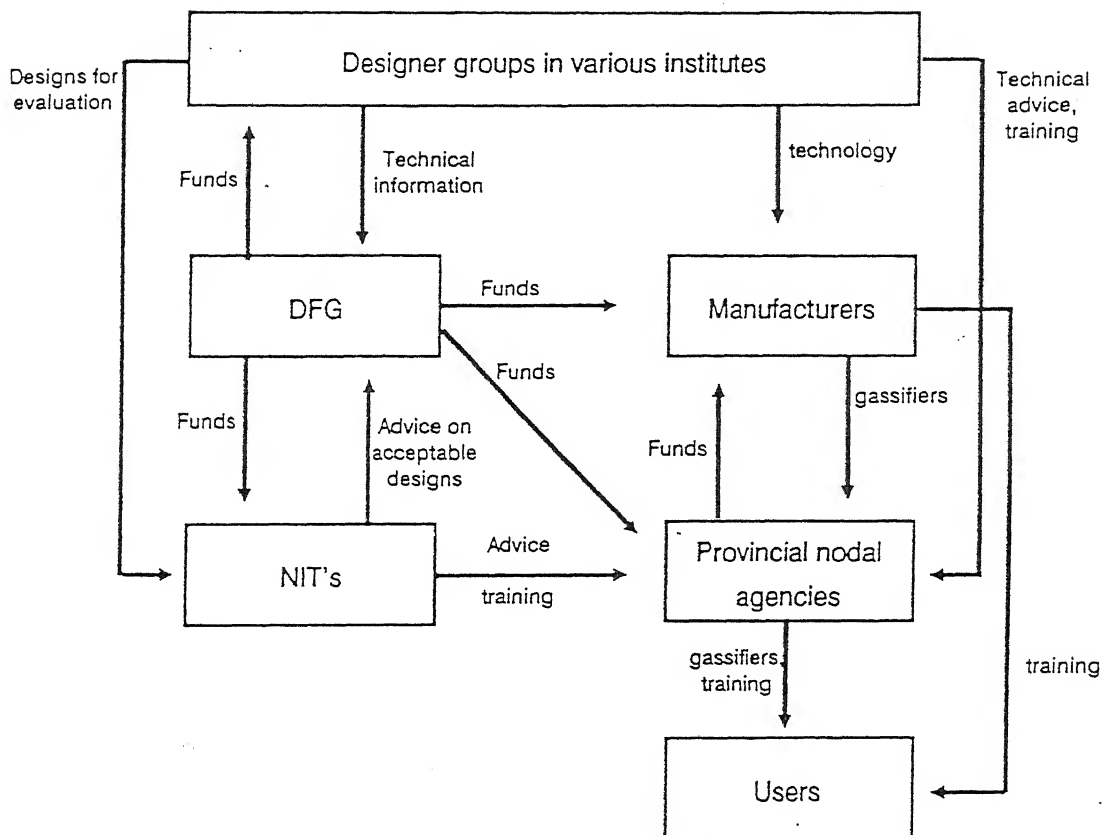 Designer groups in various institutes
Designs for
evaluation
Technical
advice,
training
Funds
Technical
information
technology
DFG
Funds
Manufacturers
Funds
Funds
Advice on
acceptable
designs
Funds
gassifiers
NIT's
Advice
training
Provincial nodal
agencies
gassifiers,
training
training
Users